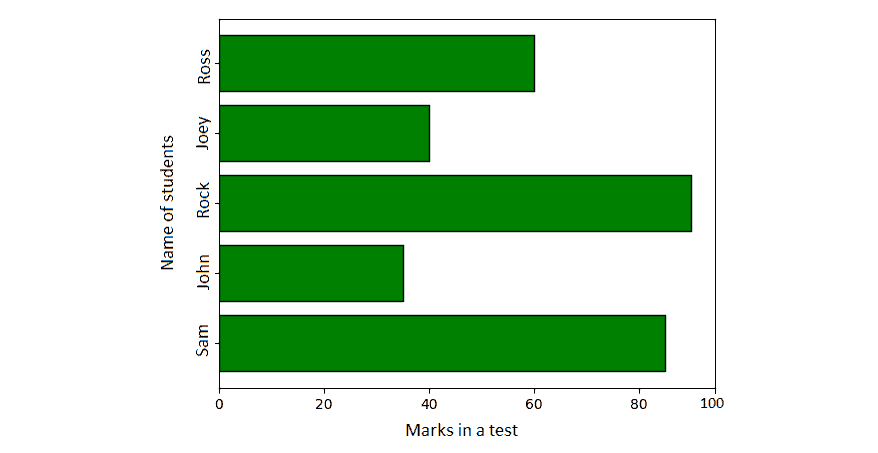 Ross
Joey
Rock
John
Sam
Name of students
0 20 40 60 80 100
Marks in a test